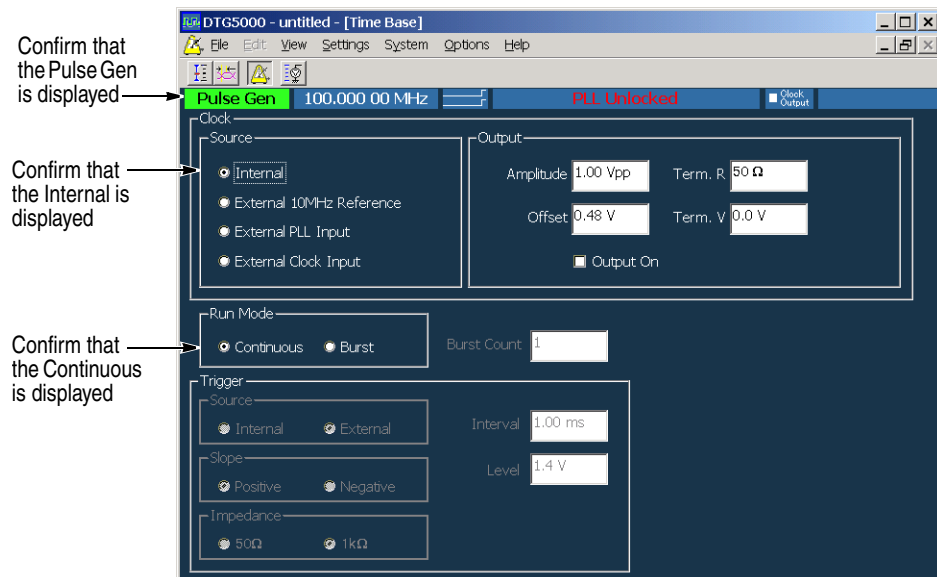 DTG5000 - untitled - [Time Base]
File Edit View Settings System Options Help
Confirm that
the Pulse Gen
is displayed
Pulse Gen 100.000 00 MHz PLL Unlocked Clock
Output
Clock
Source
Output
Confirm that
the Internal is
displayed
Internal
External 10MHz Reference
External PLL Input
External Clock Input
Amplitude 1.00 Vpp Term. R 50 Ω
Offset 0.48 V Term. V 0.0 V
Output On
Run Mode
Confirm that
the Continuous
is displayed
Continuous Burst Burst Count 1
Trigger
Source
Internal External Interval 1.00 ms
Slope
Level 1.4 V
Positive Negative
Impedance
50Ω 1kΩ